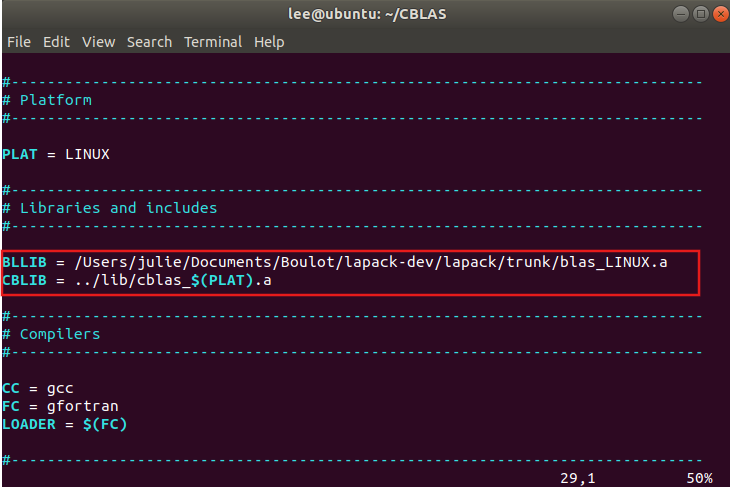 lee@ubuntu: ~/CBLAS
File Edit View Search Terminal Help
#-----------------------------------------------------------------------------
# Platform
#-----------------------------------------------------------------------------
PLAT = LINUX
#-----------------------------------------------------------------------------
# Libraries and includes
#-----------------------------------------------------------------------------
BLLIB = /Users/julie/Documents/Boulot/lapack-dev/lapack/trunk/blas_LINUX.a
CBLIB = ../lib/cblas_$(PLAT).a
#-----------------------------------------------------------------------------
# Compilers
#-----------------------------------------------------------------------------
CC = gcc
FC = gfortran
LOADER = $(FC)
#-----------------------------------------------------------------------------
29,1 50%